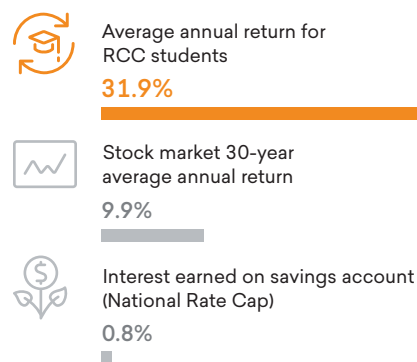 Average annual return for
RCC students
31.9%
Stock market 30-year
average annual return
9.9%
$
Interest earned on savings account
(National Rate Cap)
0.8%